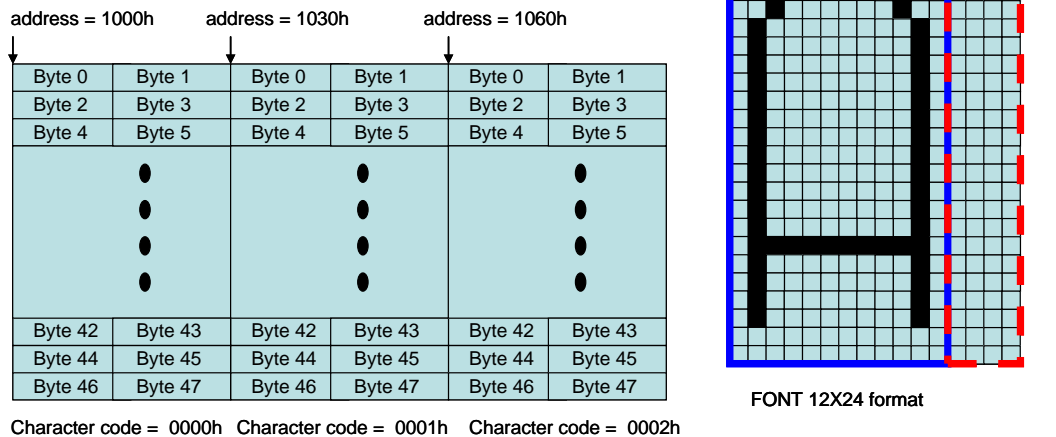 address = 1000h address = 1030h address = 1060h
Byte 0 Byte 1 Byte 0 Byte 1 Byte 0 Byte 1
Byte 2 Byte 3 Byte 2 Byte 3 Byte 2 Byte 3
Byte 4 Byte 5 Byte 4 Byte 5 Byte 4 Byte 5
Byte 42 Byte 43 Byte 42 Byte 43 Byte 42 Byte 43
Byte 44 Byte 45 Byte 44 Byte 45 Byte 44 Byte 45
Byte 46 Byte 47 Byte 46 Byte 47 Byte 46 Byte 47
Character code = 0000h Character code = 0001h Character code = 0002h
FONT 12X24 format